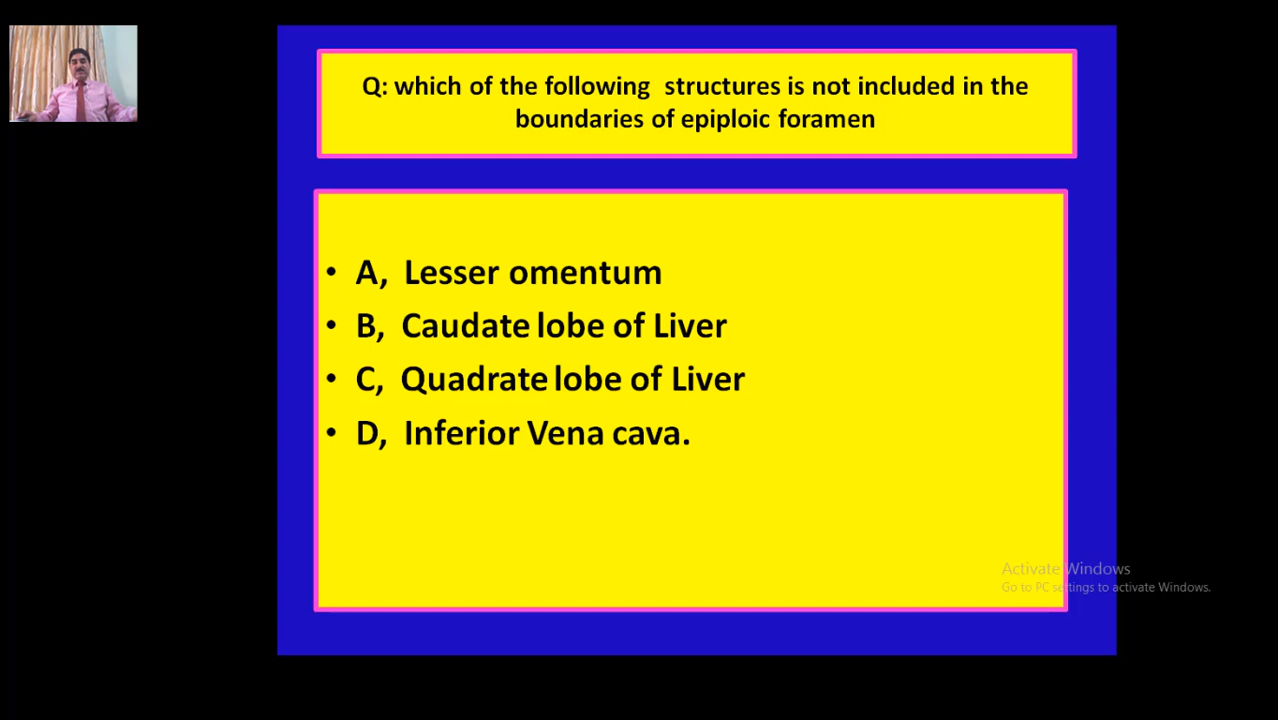 Q: which of the following structures is not included in the
boundaries of epiploic foramen
• A, Lesser omentum
• B, Caudate lobe of Liver
• C, Quadrate lobe of Liver
• D, Inferior Vena cava.
Activate Windows
Go to PC settings to activate Windows.